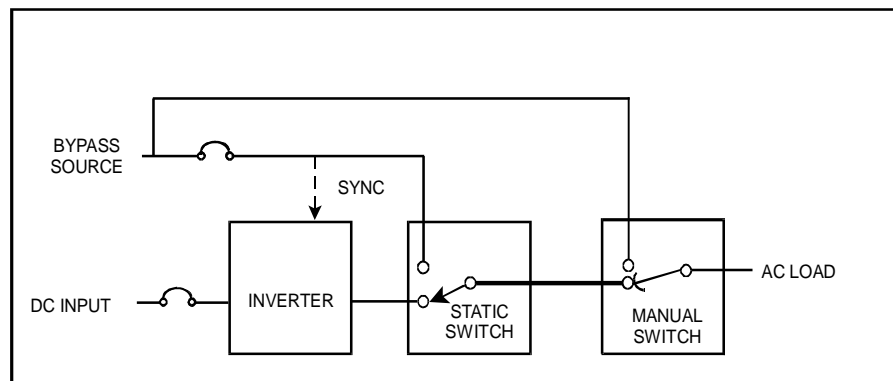 BYPASS
SOURCE
SYNC
DC INPUT
INVERTER
STATIC
SWITCH
MANUAL
SWITCH
AC LOAD